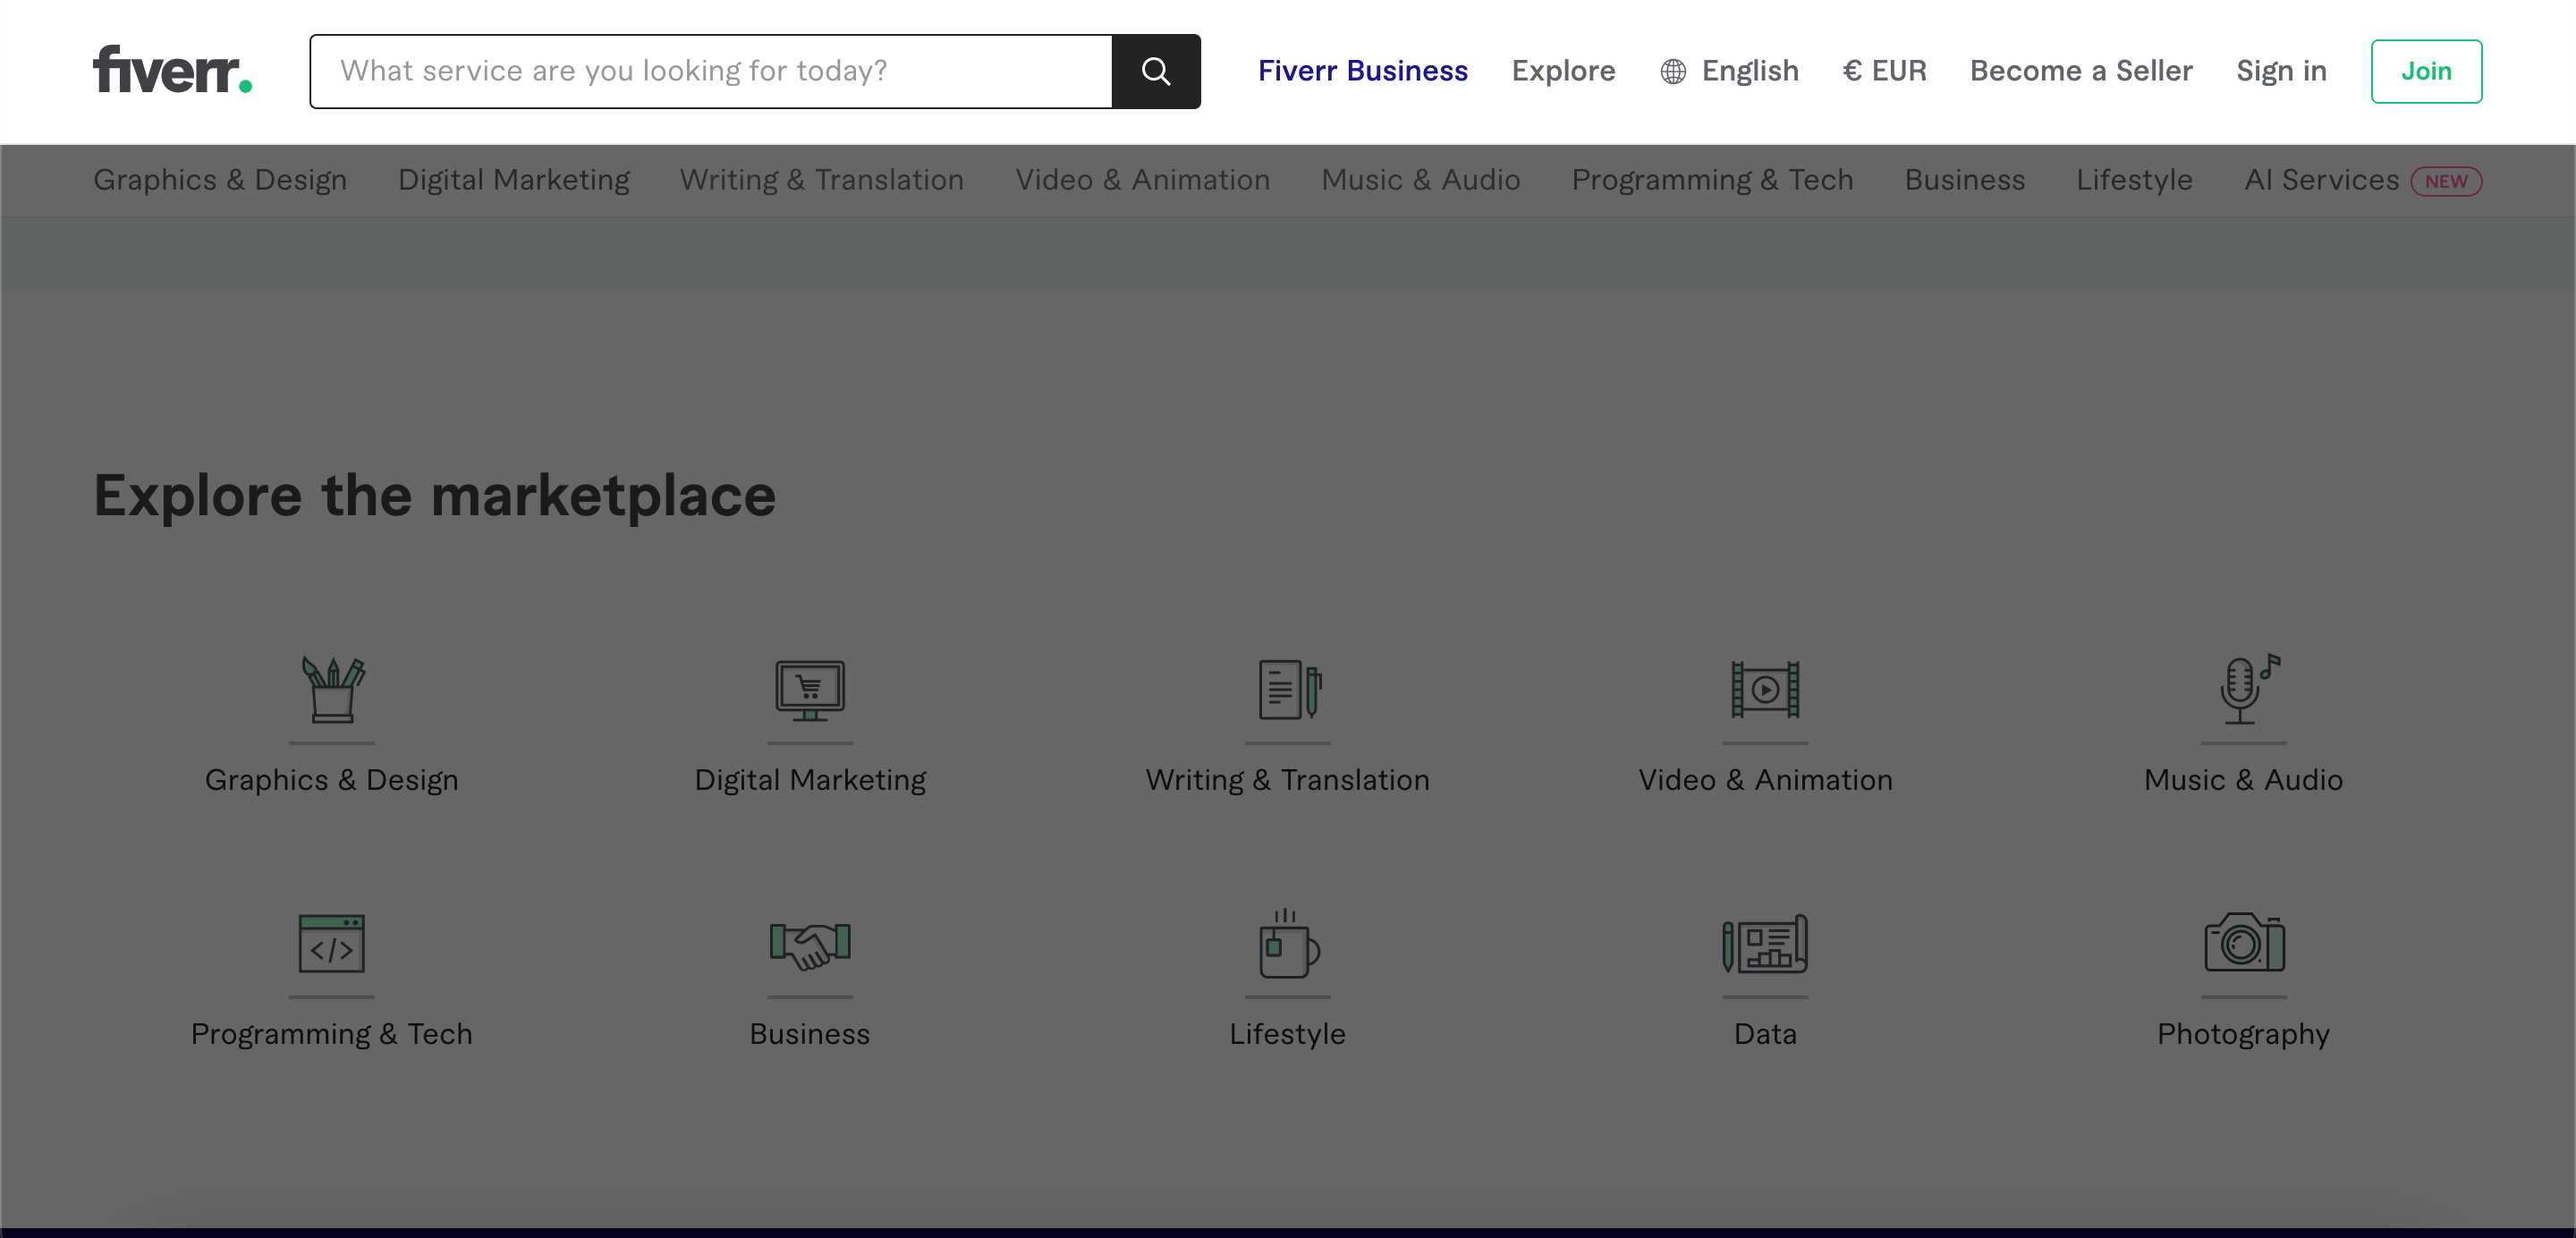 fiverr.
What service are you looking for today?
Fiverr Business Explore English € EUR Become a Seller Sign in Join
Graphics & Design Digital Marketing Writing & Translation Video & Animation Music & Audio Programming & Tech Business Lifestyle AI Services NEW
Explore the marketplace
Graphics & Design Digital Marketing Writing & Translation Video & Animation Music & Audio
</>
Programming & Tech Business Lifestyle Data Photography